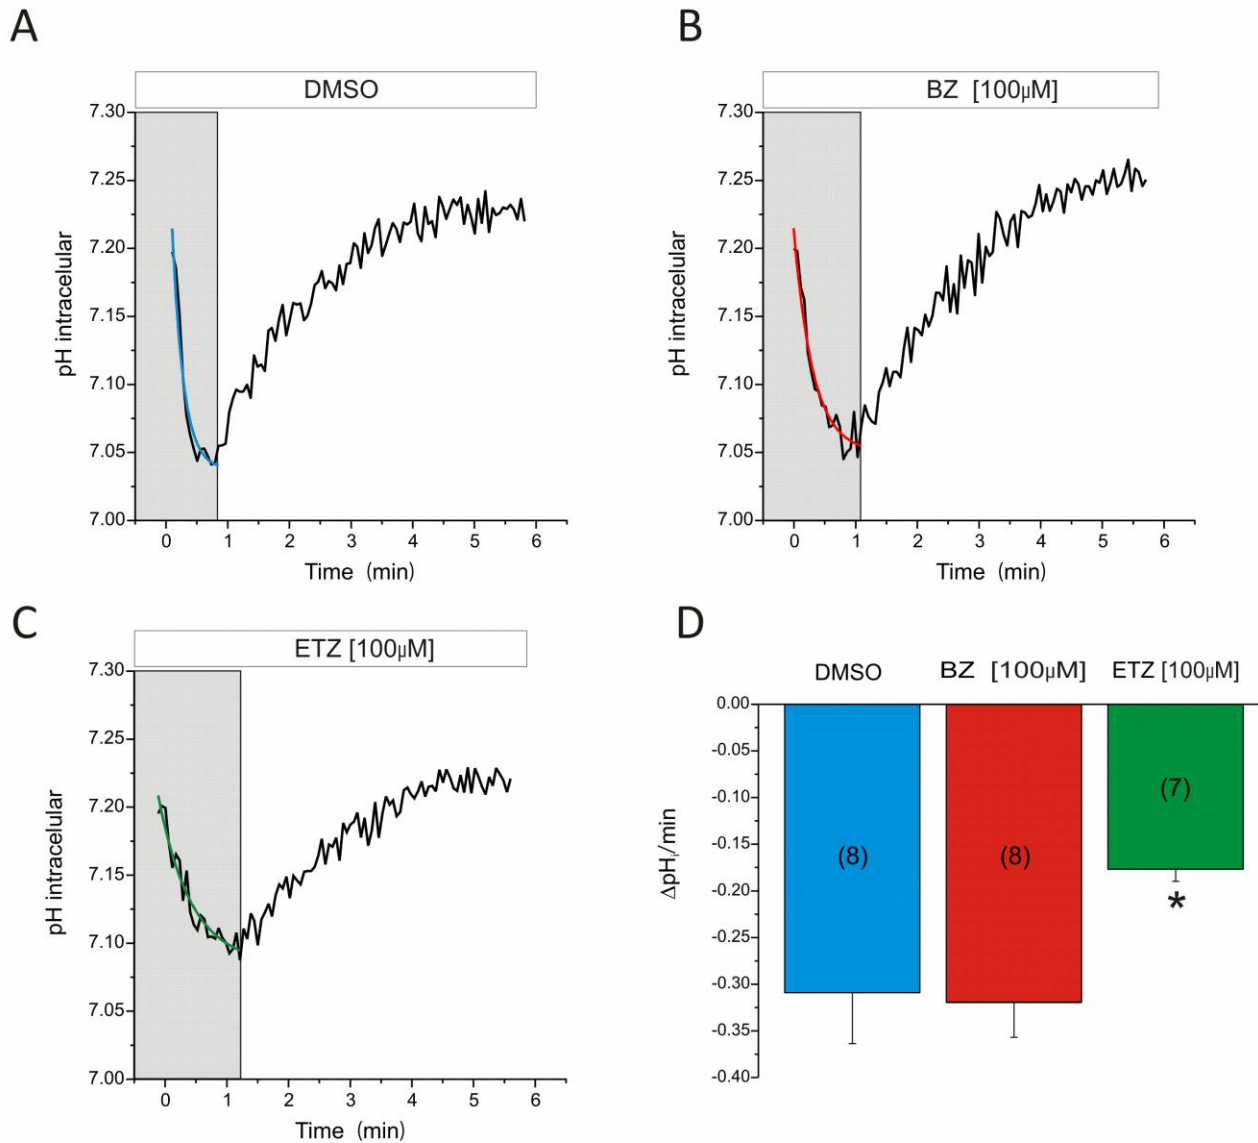 A
DMSO
7.30
7.25
7.20
7.15
7.10
7.05
7.00
pH intracelular
0 1 2 3 4 5 6
Time (min)
B
BZ [100µM]
7.30
7.25
7.20
7.15
7.10
7.05
7.00
pH intracelular
0 1 2 3 4 5 6
Time (min)
C
ETZ [100µM]
7.30
7.25
7.20
7.15
7.10
7.05
7.00
pH intracelular
0 1 2 3 4 5 6
Time (min)
D
DMSO BZ [100µM] ETZ [100µM]
0.00
-0.05
-0.10
-0.15
-0.20
-0.25
-0.30
-0.35
-0.40
ΔpHᵢ/min
(8) (8) (7)
*